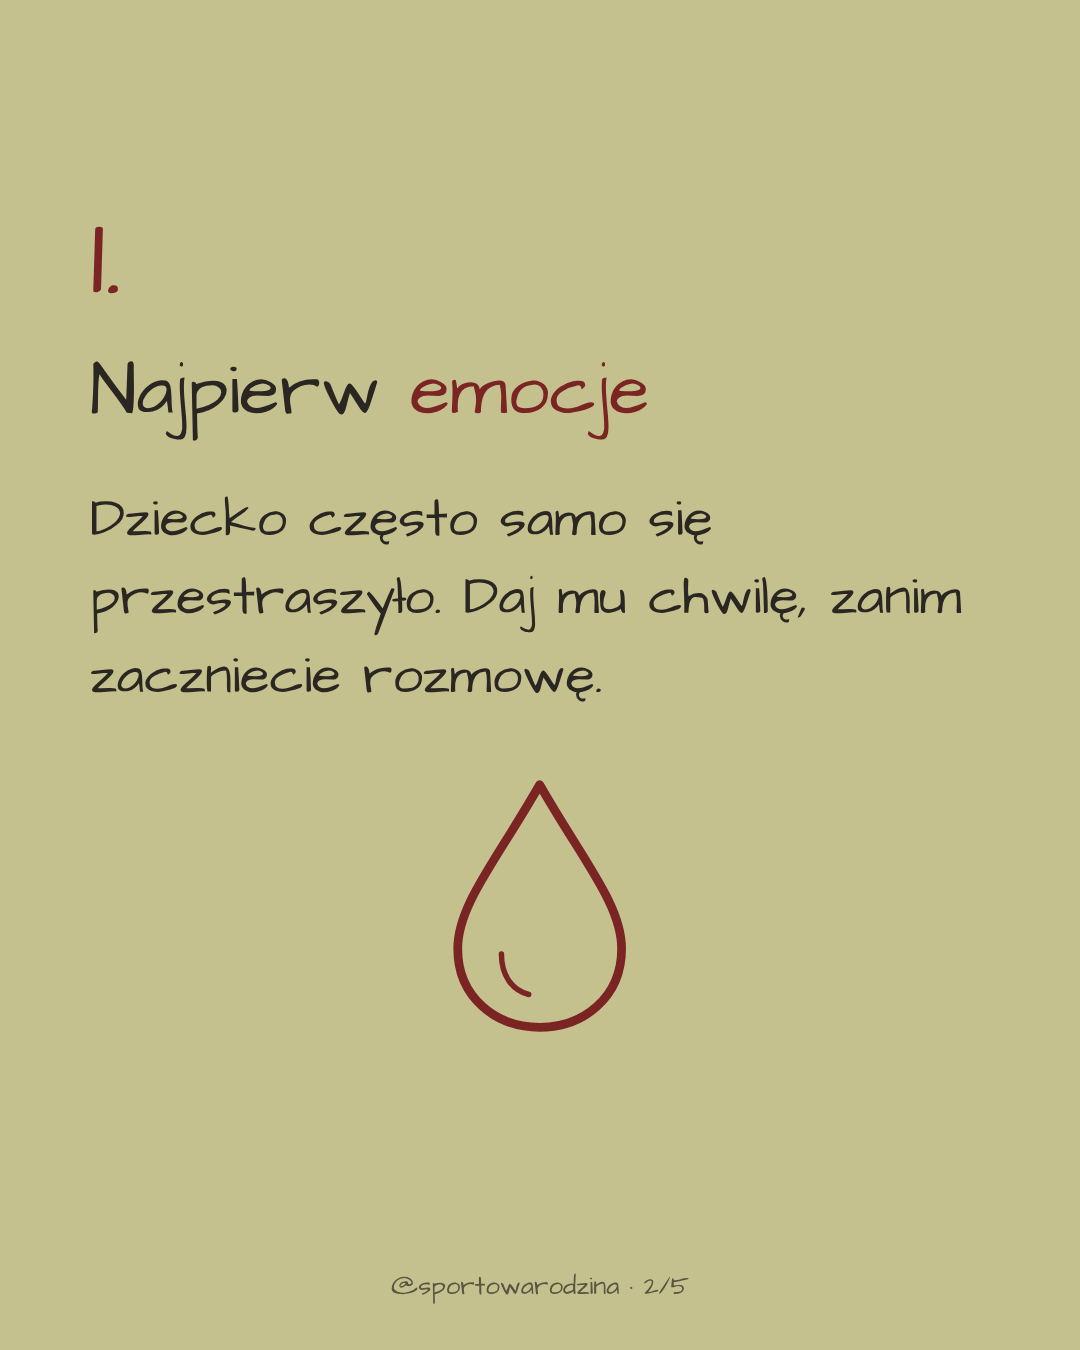 1.
Najpierw emocje
Dziecko często samo się
przestraszyło. Daj mu chwilę, zanim
zaczniecie rozmowę.
@sportowarodzina · 2/5